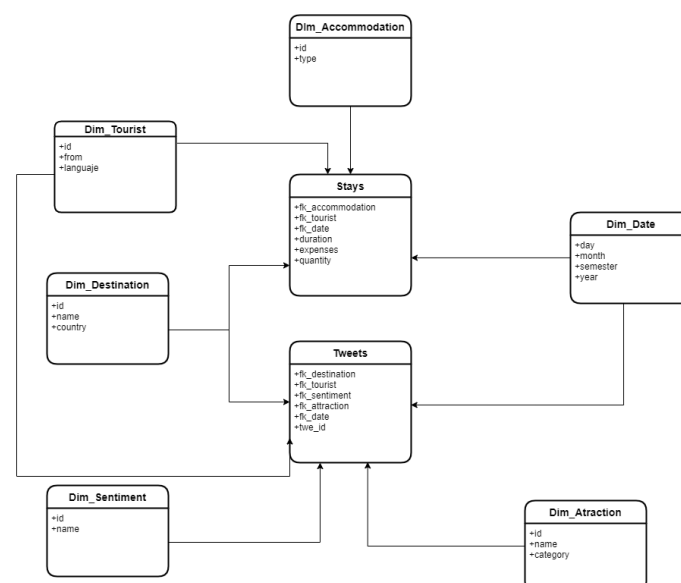 Dim_Accommodation
+id
+type
Dim_Tourist
+id
+from
+languaje
Stays
+fk_accommodation
+fk_tourist
+fk_date
+duration
+expenses
+quantity
Dim_Date
+day
+month
+semester
+year
Dim_Destination
+id
+name
+country
Tweets
+fk_destination
+fk_tourist
+fk_sentiment
+fk_attraction
+fk_date
+twe_id
Dim_Sentiment
+id
+name
Dim_Atraction
+id
+name
+category